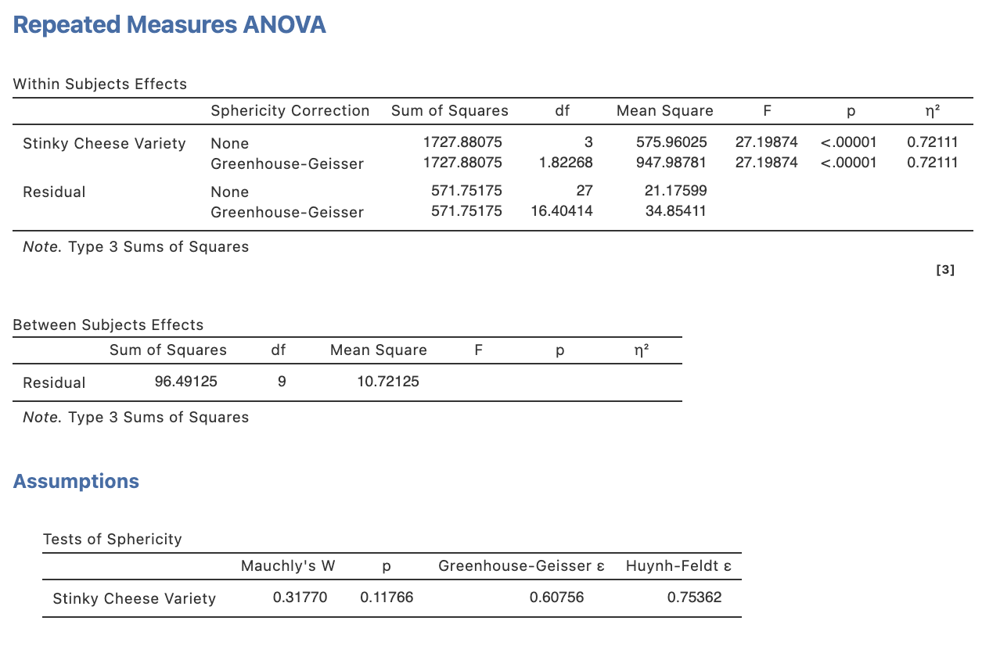 Repeated Measures ANOVA
Within Subjects Effects
Sphericity Correction Sum of Squares df Mean Square F p η²
Stinky Cheese Variety None 1727.88075 3 575.96025 27.19874 <.00001 0.72111
Greenhouse-Geisser 1727.88075 1.82268 947.98781 27.19874 <.00001 0.72111
Residual None 571.75175 27 21.17599
Greenhouse-Geisser 571.75175 16.40414 34.85411
Note. Type 3 Sums of Squares
[3]
Between Subjects Effects
Sum of Squares df Mean Square F p η²
Residual 96.49125 9 10.72125
Note. Type 3 Sums of Squares
Assumptions
Tests of Sphericity
Mauchly's W p Greenhouse-Geisser ε Huynh-Feldt ε
Stinky Cheese Variety 0.31770 0.11766 0.60756 0.75362